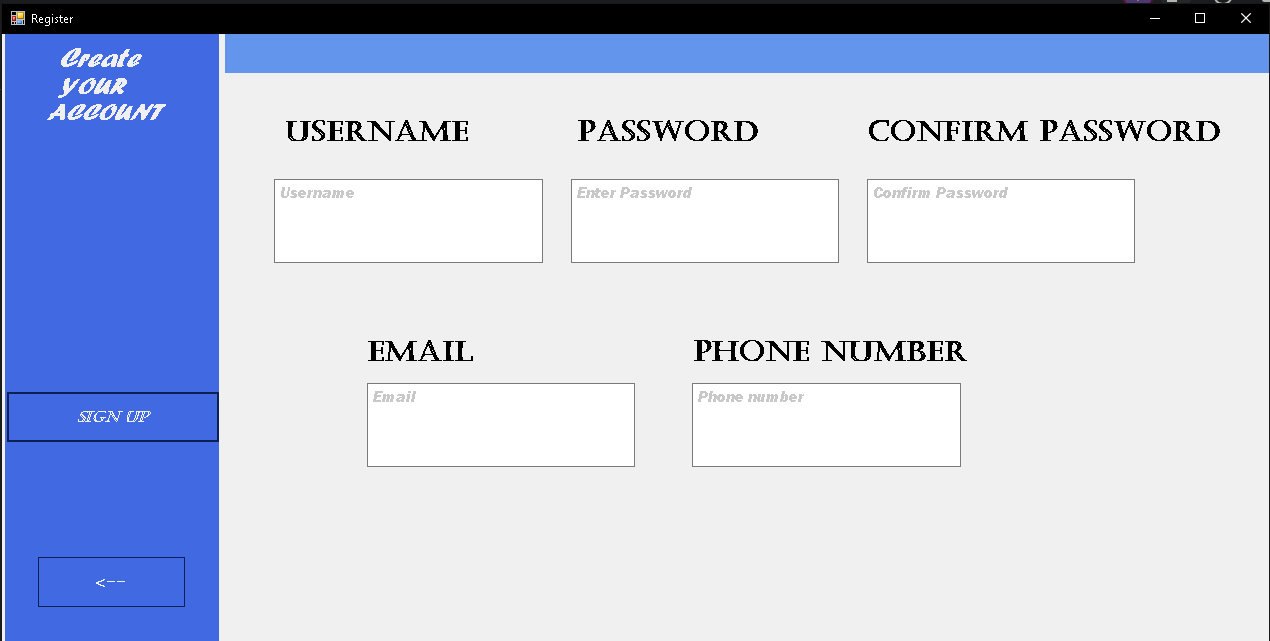 Register
Create
YOUR
ACCOUNT
USERNAME
PASSWORD
CONFIRM PASSWORD
Username
Enter Password
Confirm Password
EMAIL
PHONE NUMBER
Email
Phone number
SIGN UP
<--